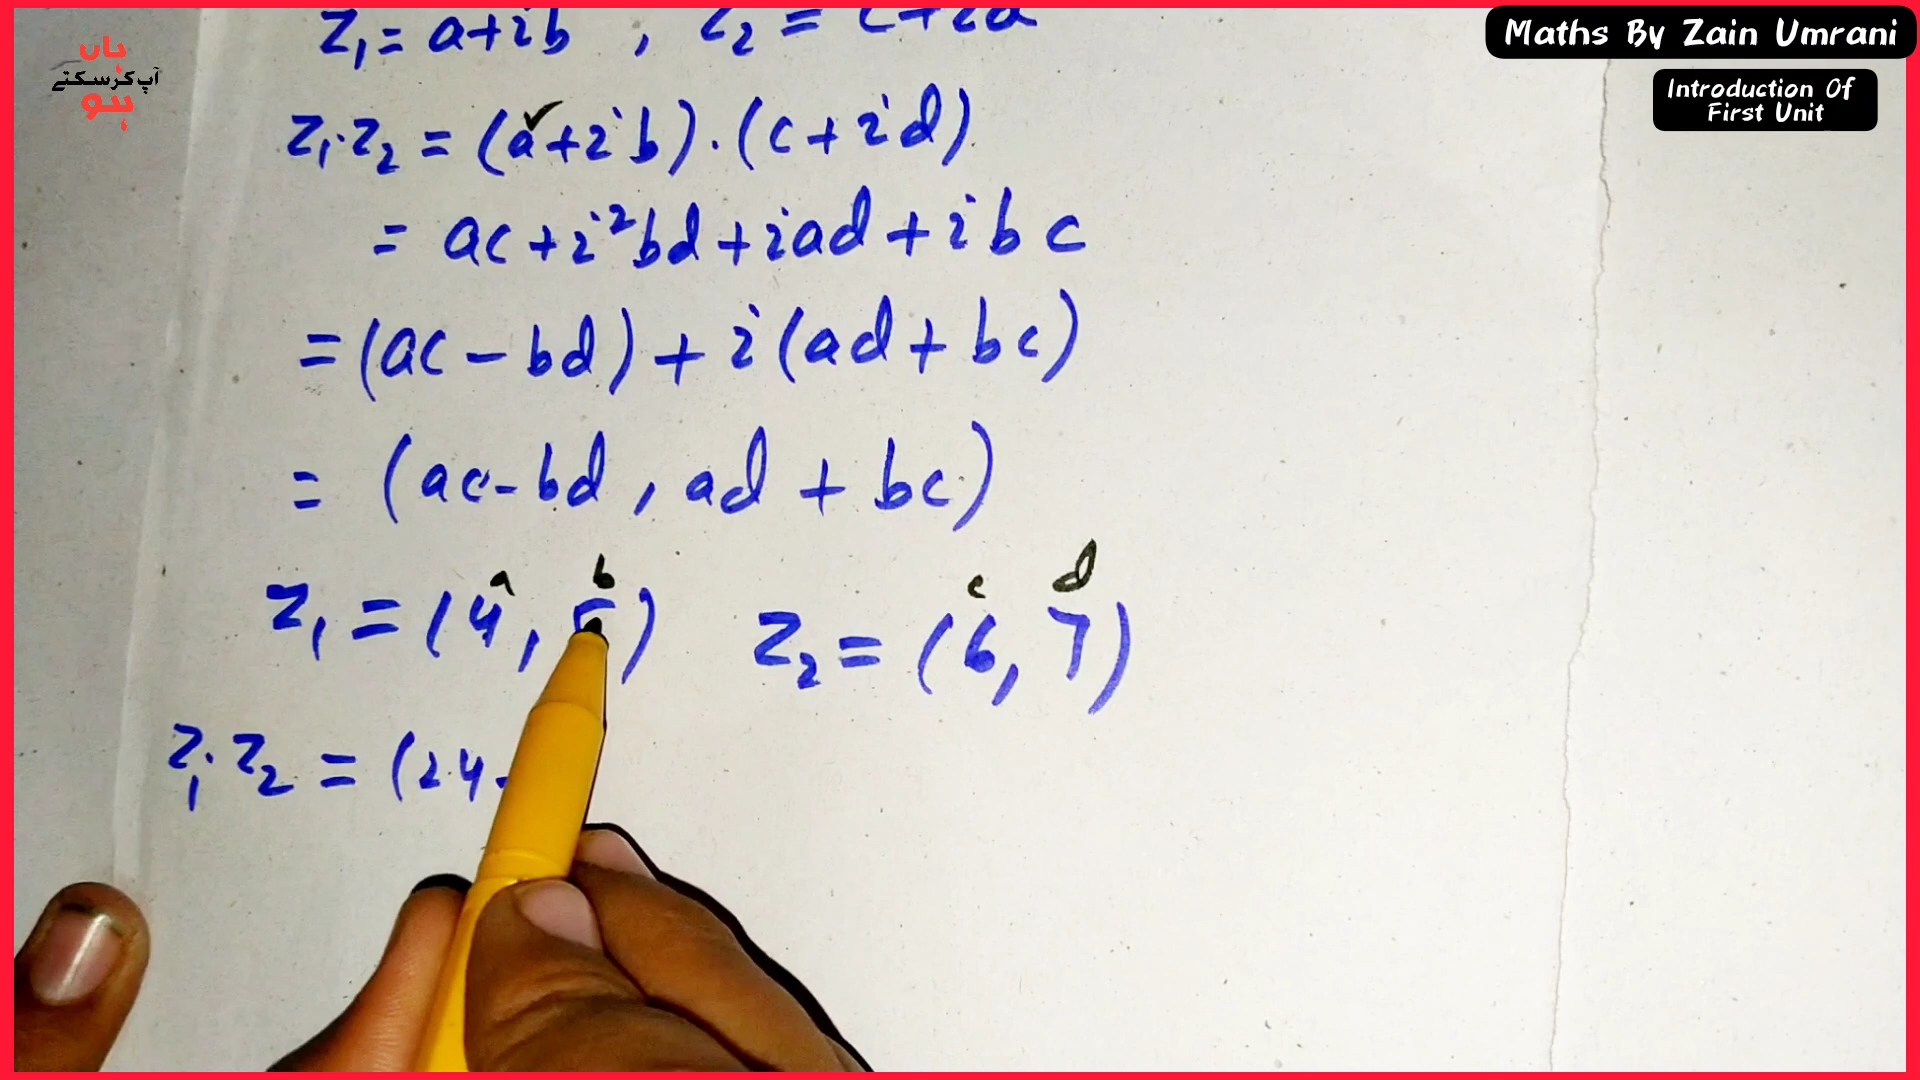 ہاں
آپ کرسکتے
ہو
Maths By Zain Umrani
Introduction Of
First Unit
z₁ = a+ib , z₂ = c+id
z₁·z₂ = (a+ib)·(c+id)
= ac+i²bd+iad+ibc
=(ac-bd)+i(ad+bc)
= (ac-bd, ad+bc)
a b c d
z₁ = (4, 5) z₂ = (6, 7)
z₁·z₂ = (24-